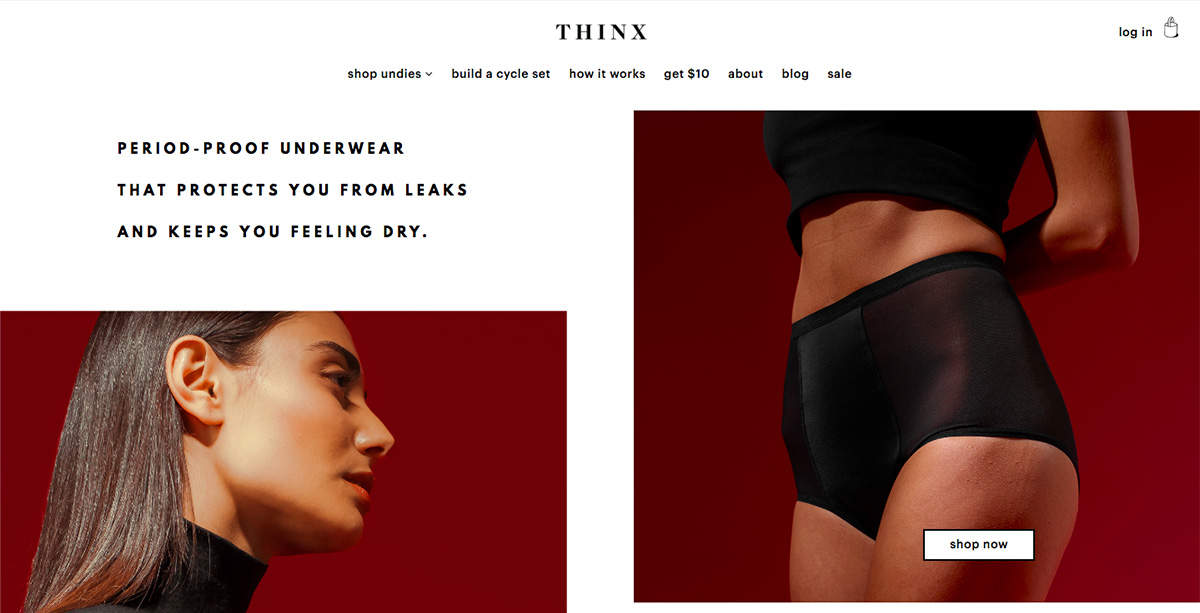 THINX
log in
shop undies
build a cycle set
how it works
get $10
about
blog
sale
PERIOD-PROOF UNDERWEAR
THAT PROTECTS YOU FROM LEAKS
AND KEEPS YOU FEELING DRY.
shop now